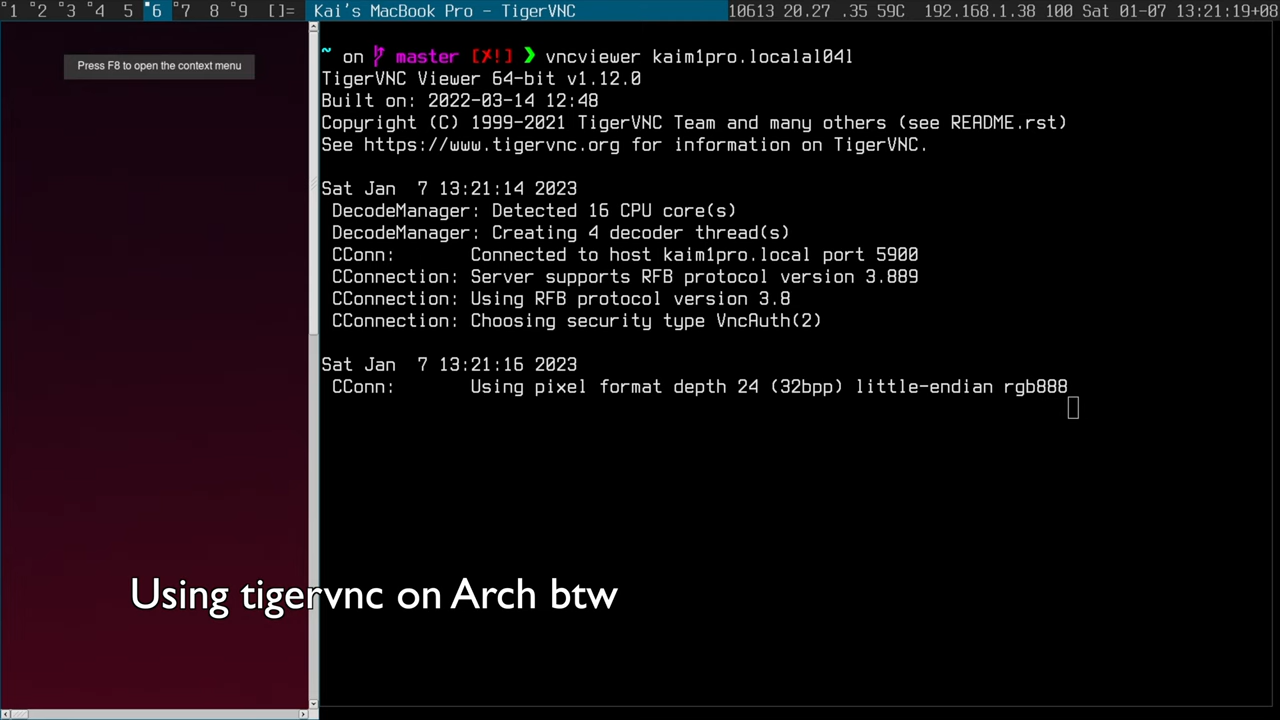 1 2 3 4 5 6 7 8 9 []= Kai's MacBook Pro - TigerVNC 10613 20.27 .35 59C 192.168.1.38 100 Sat 01-07 13:21:19+08
Press F8 to open the context menu
~ on master [✗!] ❯ vncviewer kaim1pro.localal04l
TigerVNC Viewer 64-bit v1.12.0
Built on: 2022-03-14 12:48
Copyright (C) 1999-2021 TigerVNC Team and many others (see README.rst)
See https://www.tigervnc.org for information on TigerVNC.
Sat Jan 7 13:21:14 2023
DecodeManager: Detected 16 CPU core(s)
DecodeManager: Creating 4 decoder thread(s)
CConn: Connected to host kaim1pro.local port 5900
CConnection: Server supports RFB protocol version 3.889
CConnection: Using RFB protocol version 3.8
CConnection: Choosing security type VncAuth(2)
Sat Jan 7 13:21:16 2023
CConn: Using pixel format depth 24 (32bpp) little-endian rgb888
Using tigervnc on Arch btw